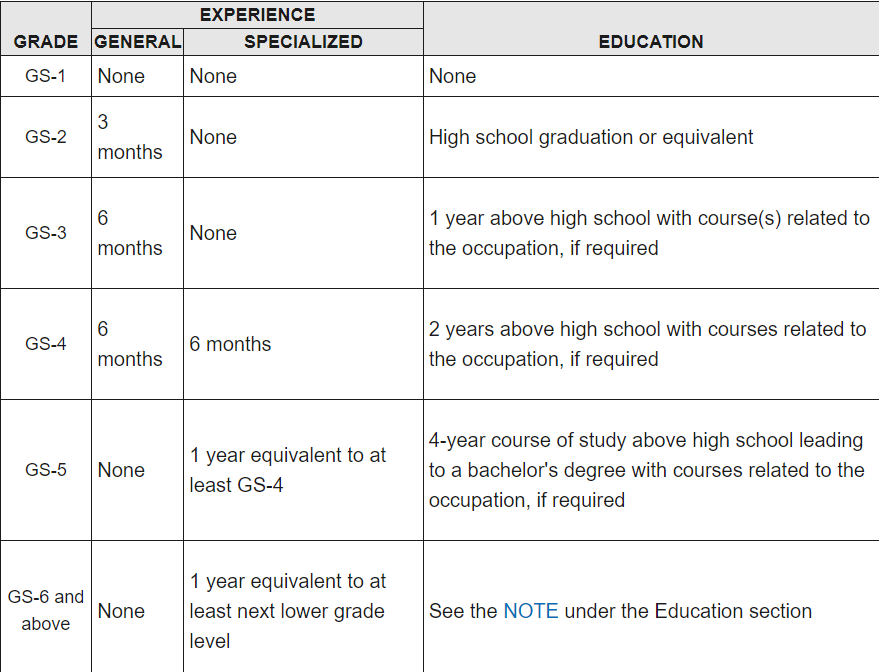 EXPERIENCE
GRADE GENERAL SPECIALIZED EDUCATION
GS-1 None None None
3
months
GS-2 None High school graduation or equivalent
6
months
GS-3 None
1 year above high school with course(s) related to
the occupation, if required
6
months
GS-4 6 months
2 years above high school with courses related to
the occupation, if required
GS-5 None
1 year equivalent to at
least GS-4
4-year course of study above high school leading
to a bachelor's degree with courses related to the
occupation, if required
GS-6 and
above
None
1 year equivalent to at
least next lower grade
level
See the NOTE under the Education section